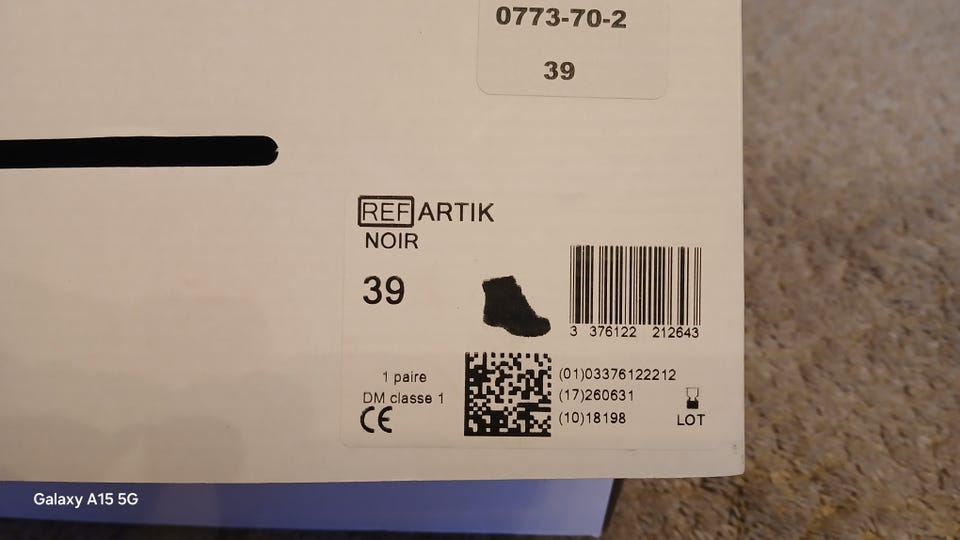 0773-70-2
39
REF ARTIK
NOIR
39
3 376122 212643
1 paire
DM classe 1
CE
(01)03376122212
(17)260631
(10)18198
LOT
Galaxy A15 5G